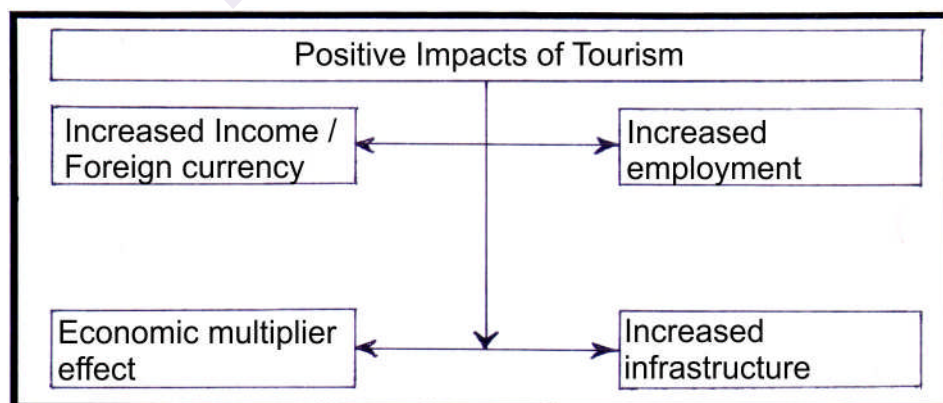 Positive Impacts of Tourism
Increased Income /
Foreign currency
Increased
employment
Economic multiplier
effect
Increased
infrastructure